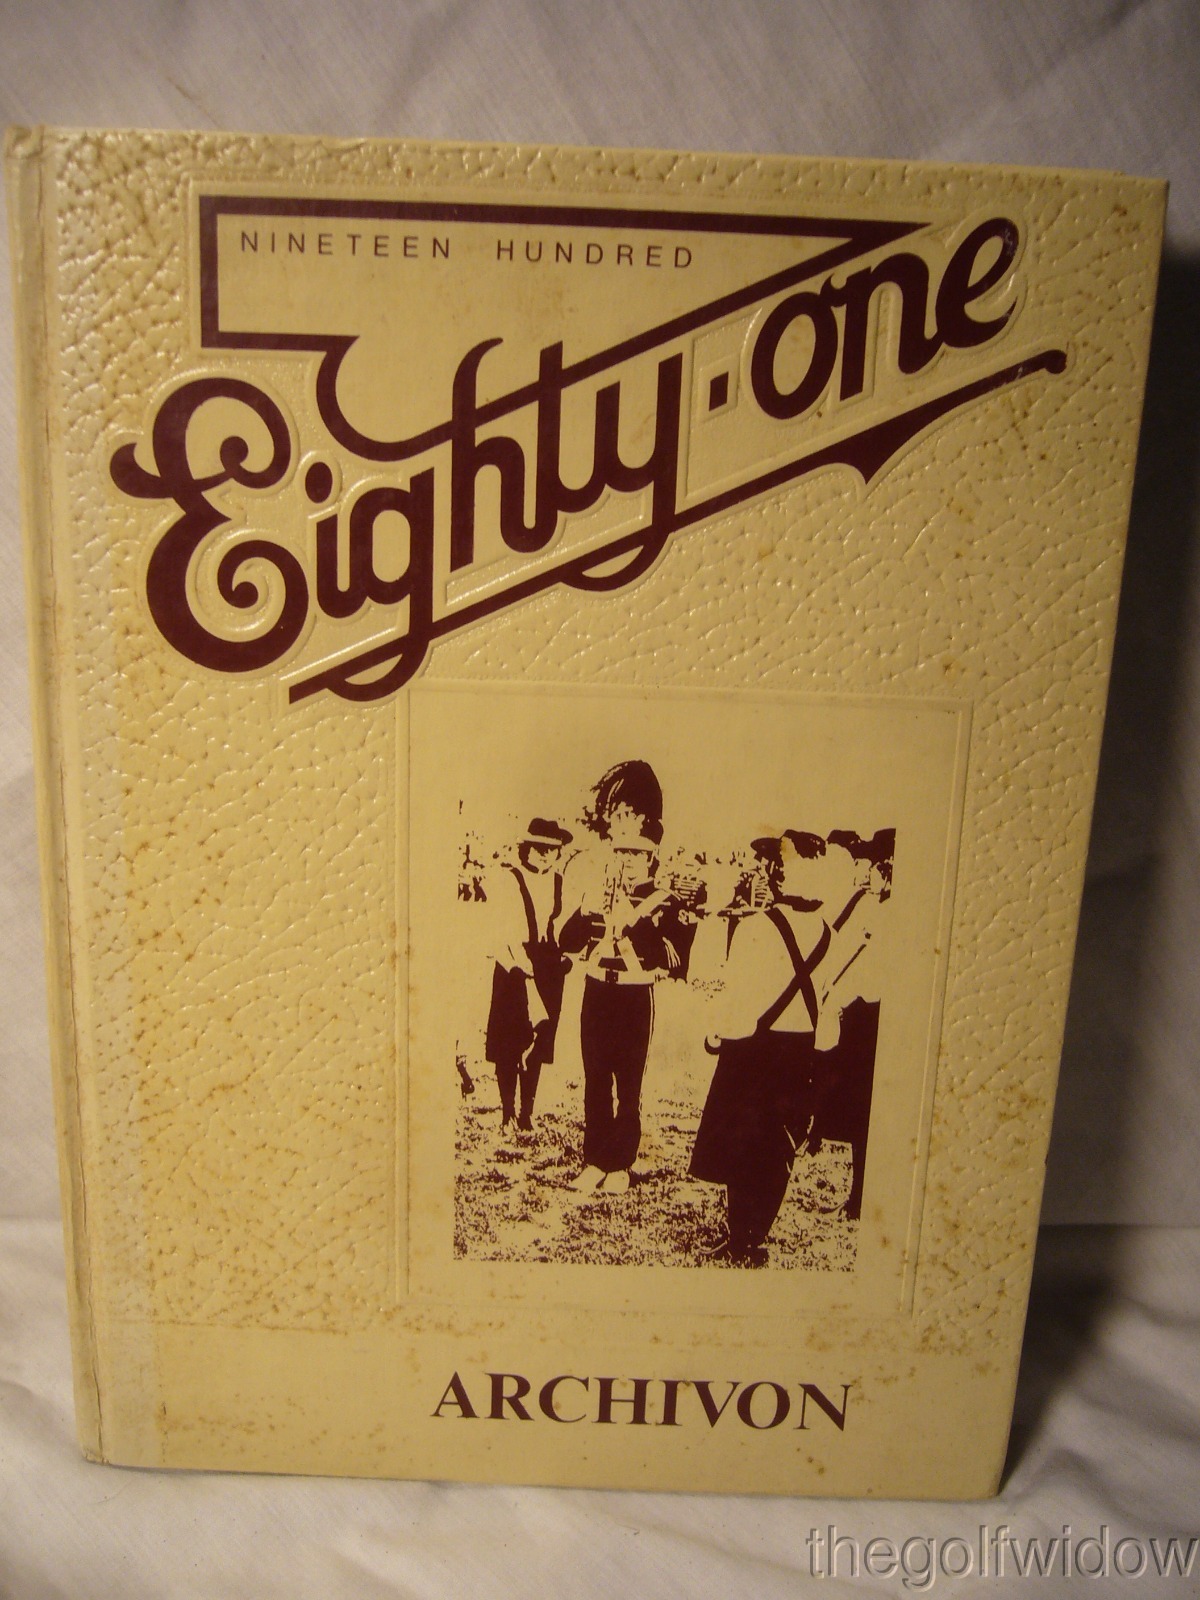 NINETEEN HUNDRED
Eighty-one
ARCHIVON
thegolfwidow